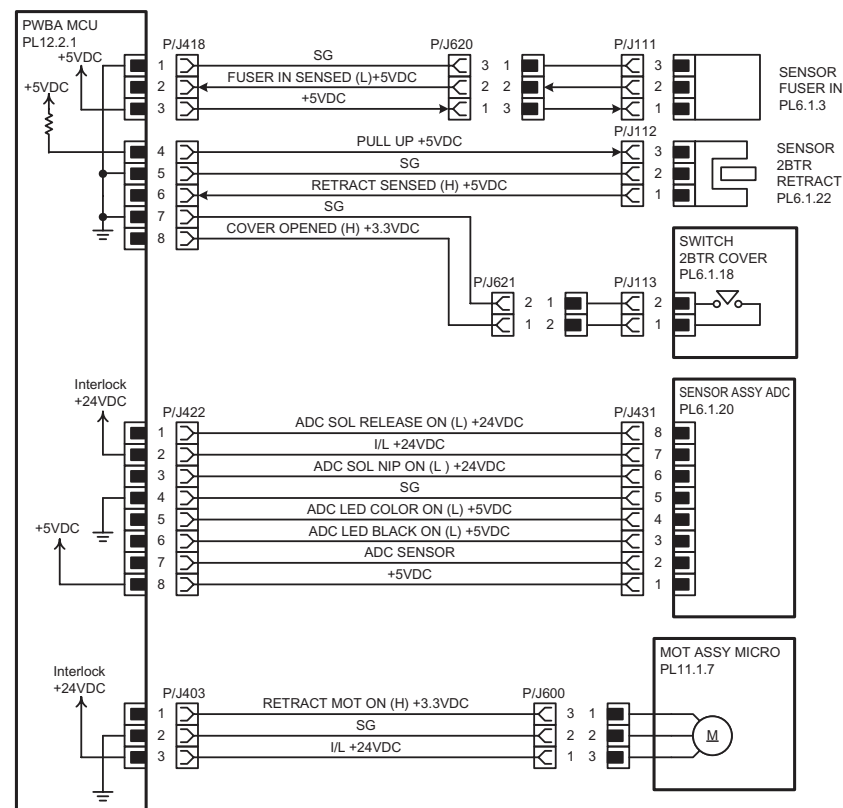 PWBA MCU
PL12.2.1
+5VDC
+5VDC
P/J418
P/J620
P/J111
1 SG 3 1 3
2 FUSER IN SENSED (L)+5VDC 2 2 2
3 +5VDC 1 3 1
SENSOR
FUSER IN
PL6.1.3
P/J112
4 PULL UP +5VDC 3
5 SG 2
6 RETRACT SENSED (H) +5VDC 1
7 SG
8 COVER OPENED (H) +3.3VDC
SENSOR
2BTR
RETRACT
PL6.1.22
SWITCH
2BTR COVER
PL6.1.18
P/J621
P/J113
2 1 2
1 2 1
Interlock
+24VDC
+5VDC
P/J422
P/J431
SENSOR ASSY ADC
PL6.1.20
1 ADC SOL RELEASE ON (L) +24VDC 8
2 I/L +24VDC 7
3 ADC SOL NIP ON (L ) +24VDC 6
4 SG 5
5 ADC LED COLOR ON (L) +5VDC 4
6 ADC LED BLACK ON (L) +5VDC 3
7 ADC SENSOR 2
8 +5VDC 1
Interlock
+24VDC
P/J403
P/J600
MOT ASSY MICRO
PL11.1.7
1 RETRACT MOT ON (H) +3.3VDC 3 1
2 SG 2 2
3 I/L +24VDC 1 3
M